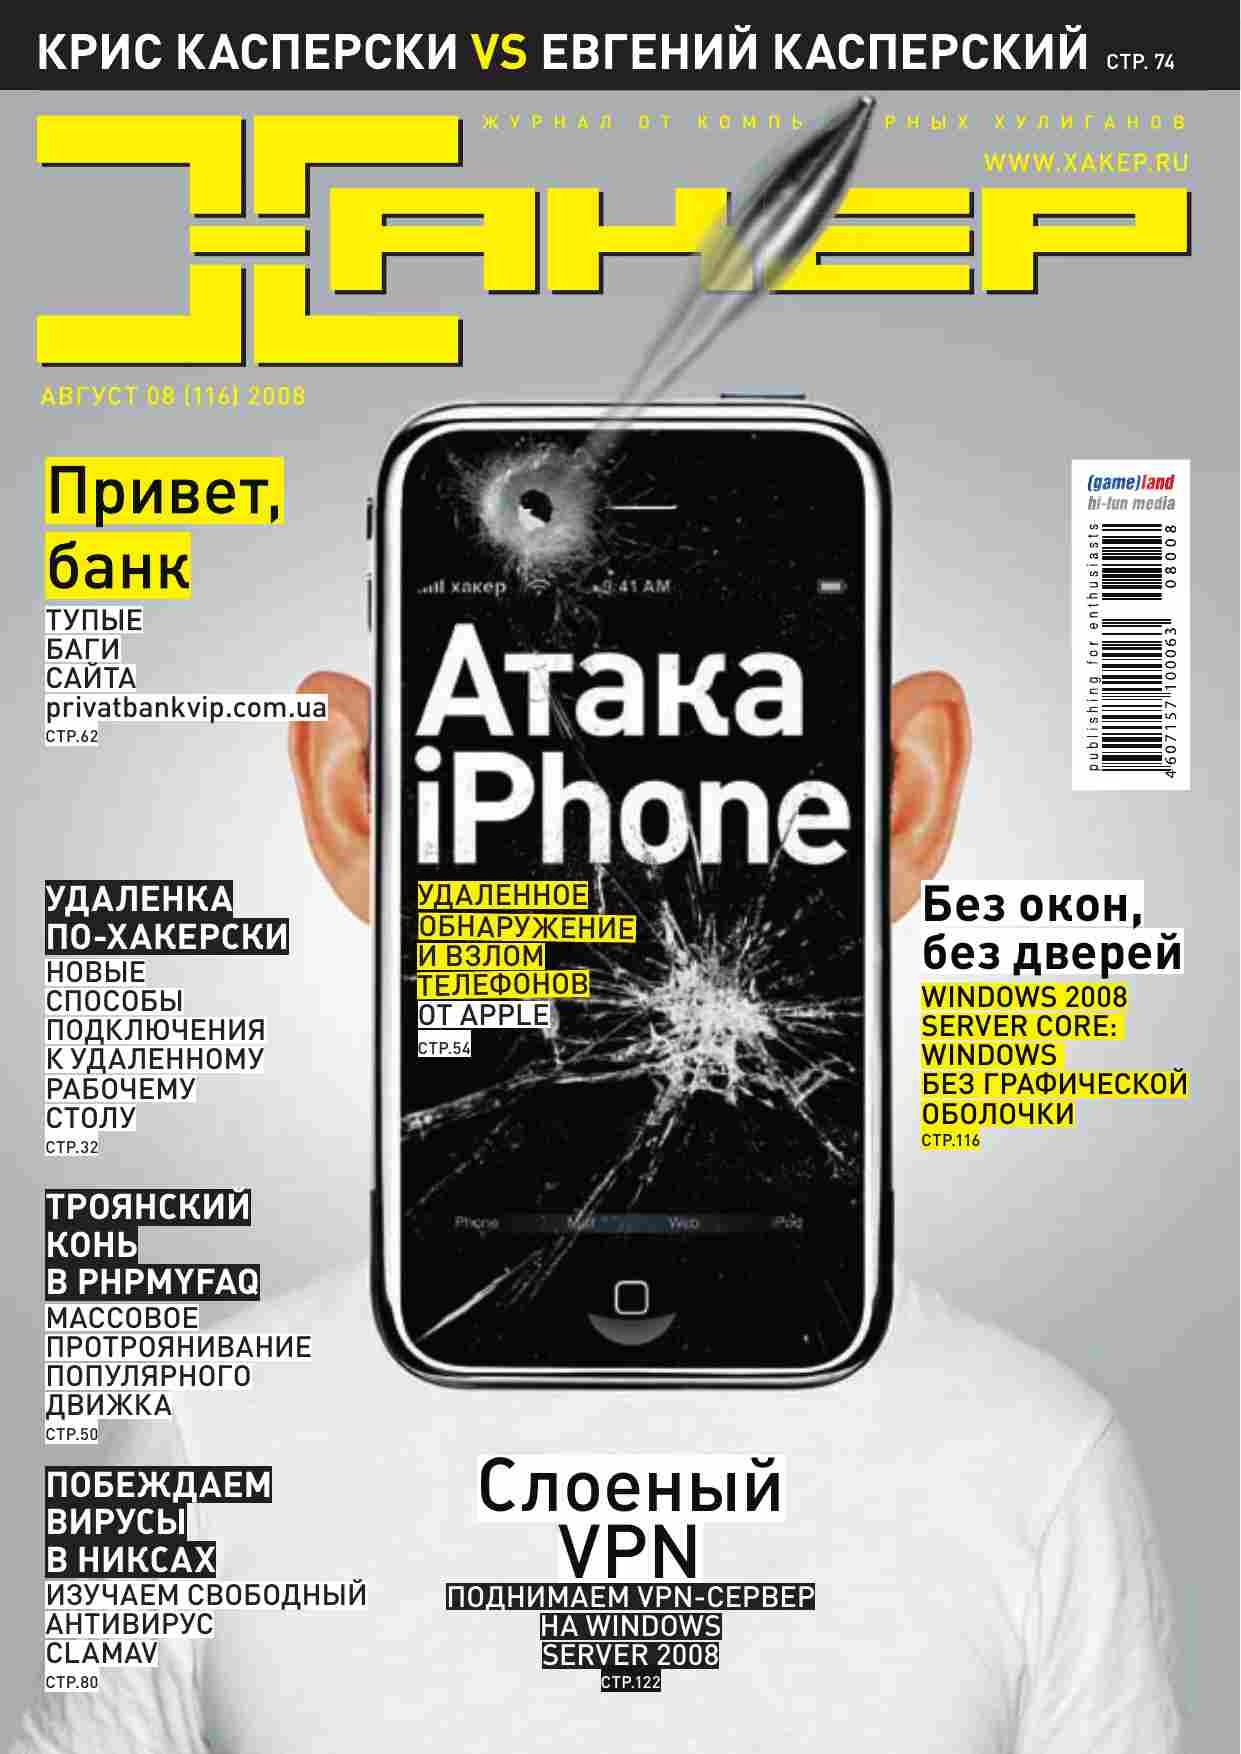 КРИС КАСПЕРСКИ VS ЕВГЕНИЙ КАСПЕРСКИЙ СТР. 74
ЖУРНАЛ ОТ КОМПЬ РНЫХ ХУЛИГАНОВ
WWW.XAKEP.RU
ХАКЕР
АВГУСТ 08 (116) 2008
Привет,
банк
ТУПЫЕ
БАГИ
САЙТА
privatbankvip.com.ua
СТР.62
(game)land
hi-fun media
publishing for enthusiasts
4607157100063
08008
хакер 9:41 AM
Атака
iPhone
УДАЛЕННОЕ
ОБНАРУЖЕНИЕ
И ВЗЛОМ
ТЕЛЕФОНОВ
ОТ APPLE
СТР.54
Phone Mail Web iPod
УДАЛЕНКА
ПО-ХАКЕРСКИ
НОВЫЕ
СПОСОБЫ
ПОДКЛЮЧЕНИЯ
К УДАЛЕННОМУ
РАБОЧЕМУ
СТОЛУ
СТР.32
Без окон,
без дверей
WINDOWS 2008
SERVER CORE:
WINDOWS
БЕЗ ГРАФИЧЕСКОЙ
ОБОЛОЧКИ
СТР.116
ТРОЯНСКИЙ
КОНЬ
В PHPMYFAQ
МАССОВОЕ
ПРОТРОЯНИВАНИЕ
ПОПУЛЯРНОГО
ДВИЖКА
СТР.50
ПОБЕЖДАЕМ
ВИРУСЫ
В НИКСАХ
ИЗУЧАЕМ СВОБОДНЫЙ
АНТИВИРУС
CLAMAV
СТР.80
Слоеный
VPN
ПОДНИМАЕМ VPN-СЕРВЕР
НА WINDOWS
SERVER 2008
СТР.122